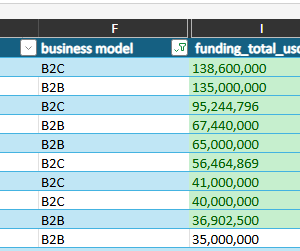 F I
business model funding_total_usd
B2C 138,600,000
B2B 135,000,000
B2C 95,244,796
B2B 67,440,000
B2B 65,000,000
B2C 56,464,869
B2C 41,000,000
B2C 40,000,000
B2B 36,902,500
B2B 35,000,000